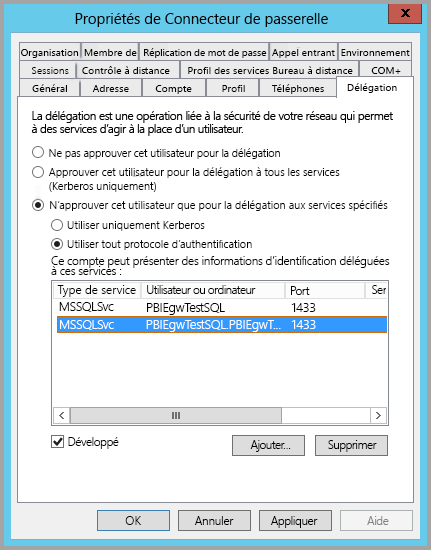 Propriétés de Connecteur de passerelle
x
Organisation Membre de Réplication de mot de passe Appel entrant Environnement
Sessions Contrôle à distance Profil des services Bureau à distance COM+
Général Adresse Compte Profil Téléphones Délégation
La délégation est une opération liée à la sécurité de votre réseau qui permet
à des services d'agir à la place d'un utilisateur.
Ne pas approuver cet utilisateur pour la délégation
Approuver cet utilisateur pour la délégation à tous les services
(Kerberos uniquement)
N'approuver cet utilisateur que pour la délégation aux services spécifiés
Utiliser uniquement Kerberos
Utiliser tout protocole d'authentification
Ce compte peut présenter des informations d'identification déléguées
à ces services :
Type de service Utilisateur ou ordinateur Port Ser
MSSQLSvc PBIEgwTestSQL 1433
MSSQLSvc PBIEgwTestSQL.PBIEgwT... 1433
Développé Ajouter... Supprimer
OK Annuler Appliquer Aide